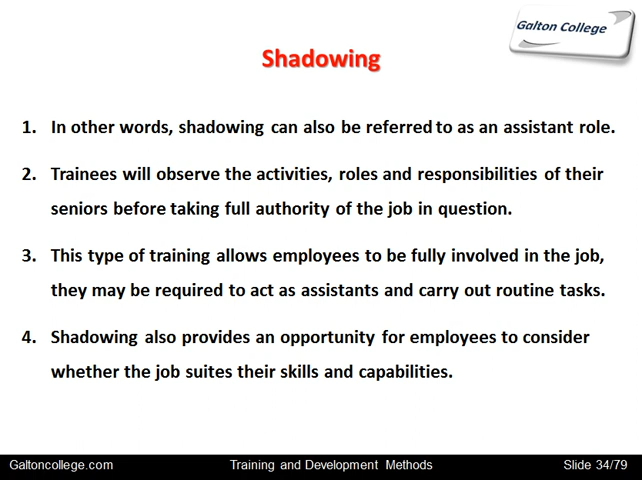 Galton College
Shadowing
1. In other words, shadowing can also be referred to as an assistant role.
2. Trainees will observe the activities, roles and responsibilities of their
seniors before taking full authority of the job in question.
3. This type of training allows employees to be fully involved in the job,
they may be required to act as assistants and carry out routine tasks.
4. Shadowing also provides an opportunity for employees to consider
whether the job suites their skills and capabilities.
Galtoncollege.com Training and Development Methods Slide 34/79